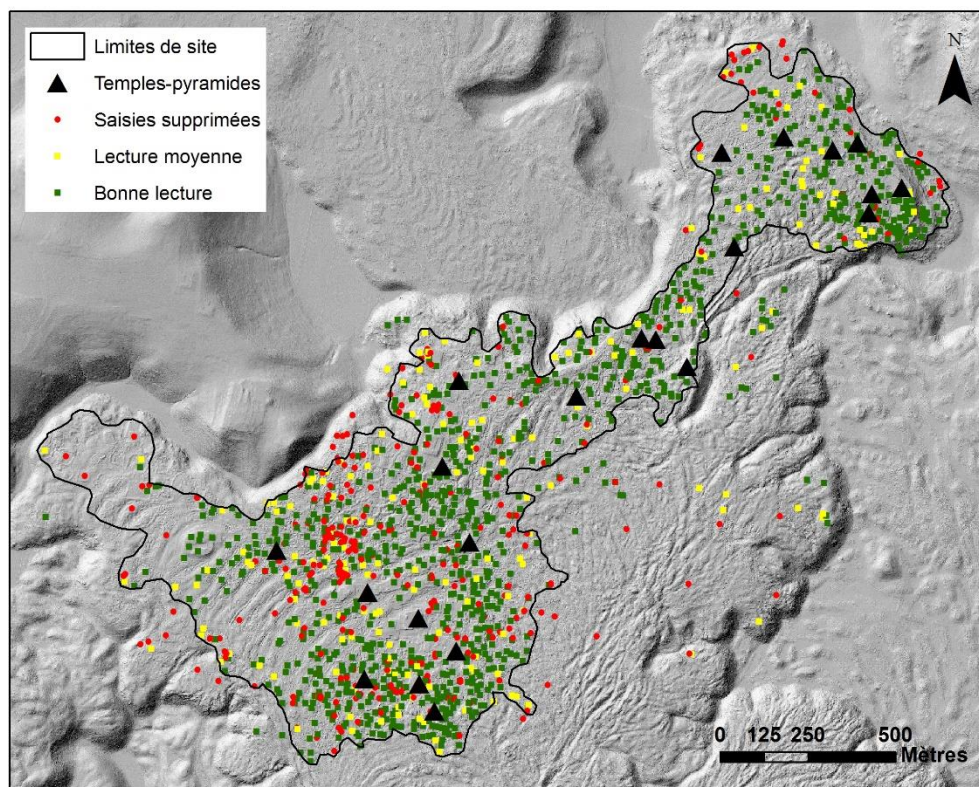 Limites de site
Temples-pyramides
Saisies supprimées
Lecture moyenne
Bonne lecture
N
0 125 250 500
Mètres